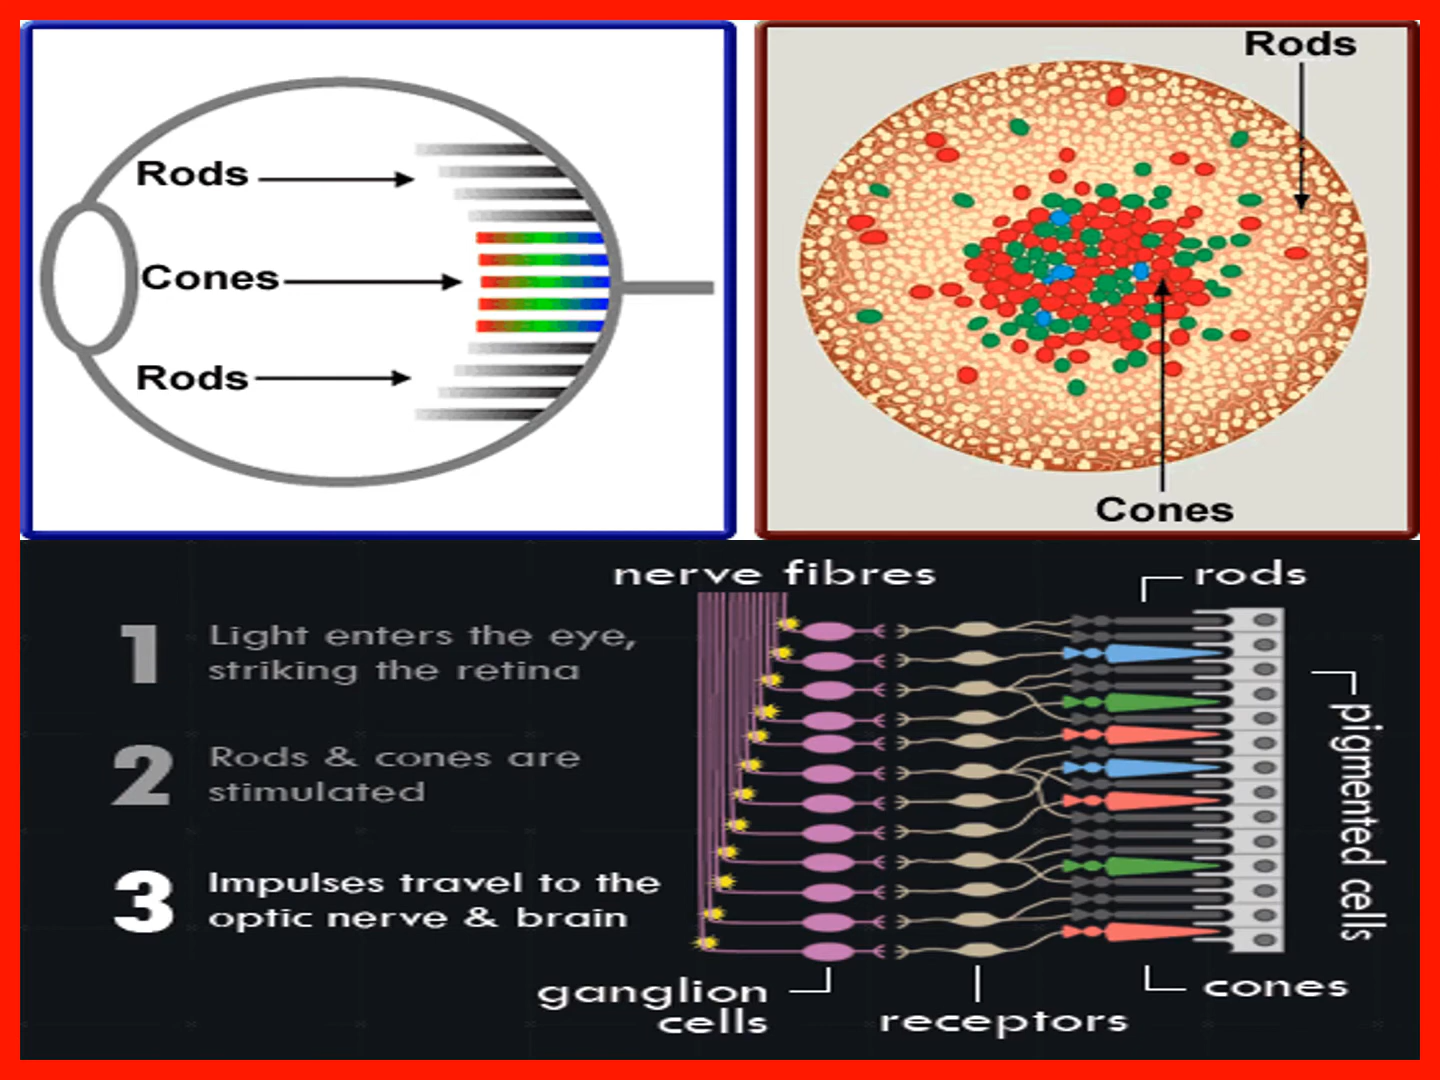 Rods
Cones
Rods
Rods
Cones
nerve fibres
rods
1 Light enters the eye,
striking the retina
2 Rods & cones are
stimulated
3 Impulses travel to the
optic nerve & brain
pigmented cells
ganglion
cells
receptors
cones